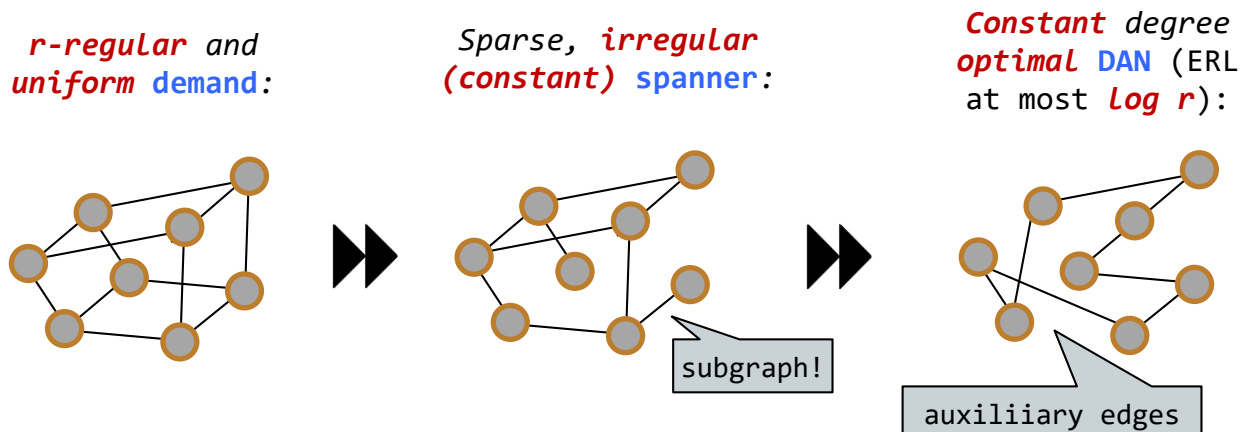 r-regular and
uniform demand:
Sparse, irregular
(constant) spanner:
Constant degree
optimal DAN (ERL
at most log r):
subgraph!
auxiliiary edges